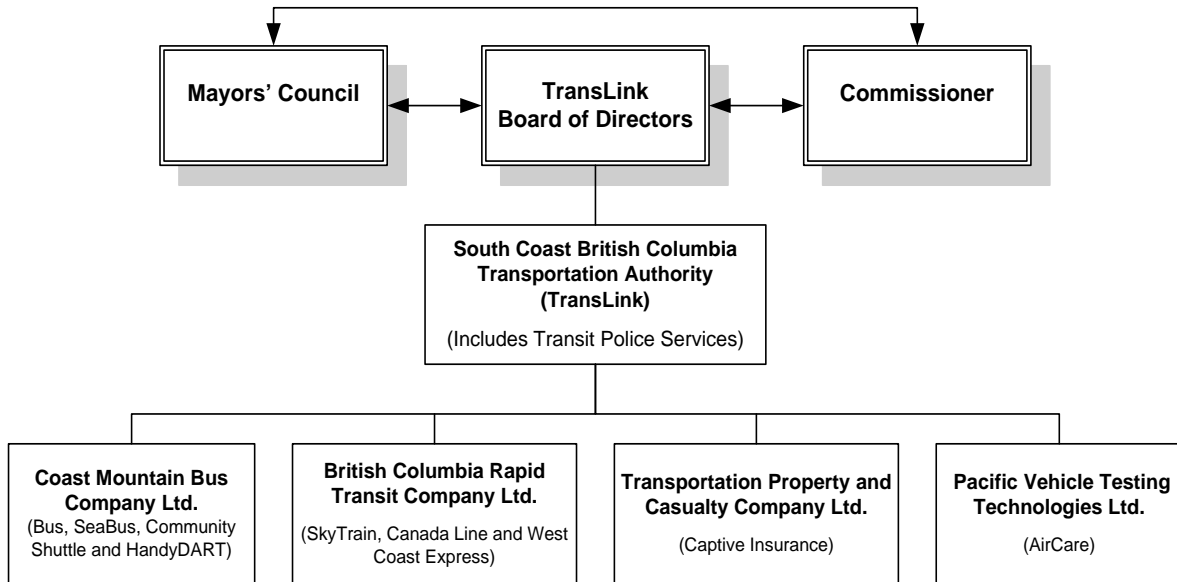 Mayors’ Council
TransLink
Board of Directors
Commissioner
South Coast British Columbia
Transportation Authority
(TransLink)
(Includes Transit Police Services)
Coast Mountain Bus
Company Ltd.
(Bus, SeaBus, Community
Shuttle and HandyDART)
British Columbia Rapid
Transit Company Ltd.
(SkyTrain, Canada Line and West
Coast Express)
Transportation Property and
Casualty Company Ltd.
(Captive Insurance)
Pacific Vehicle Testing
Technologies Ltd.
(AirCare)